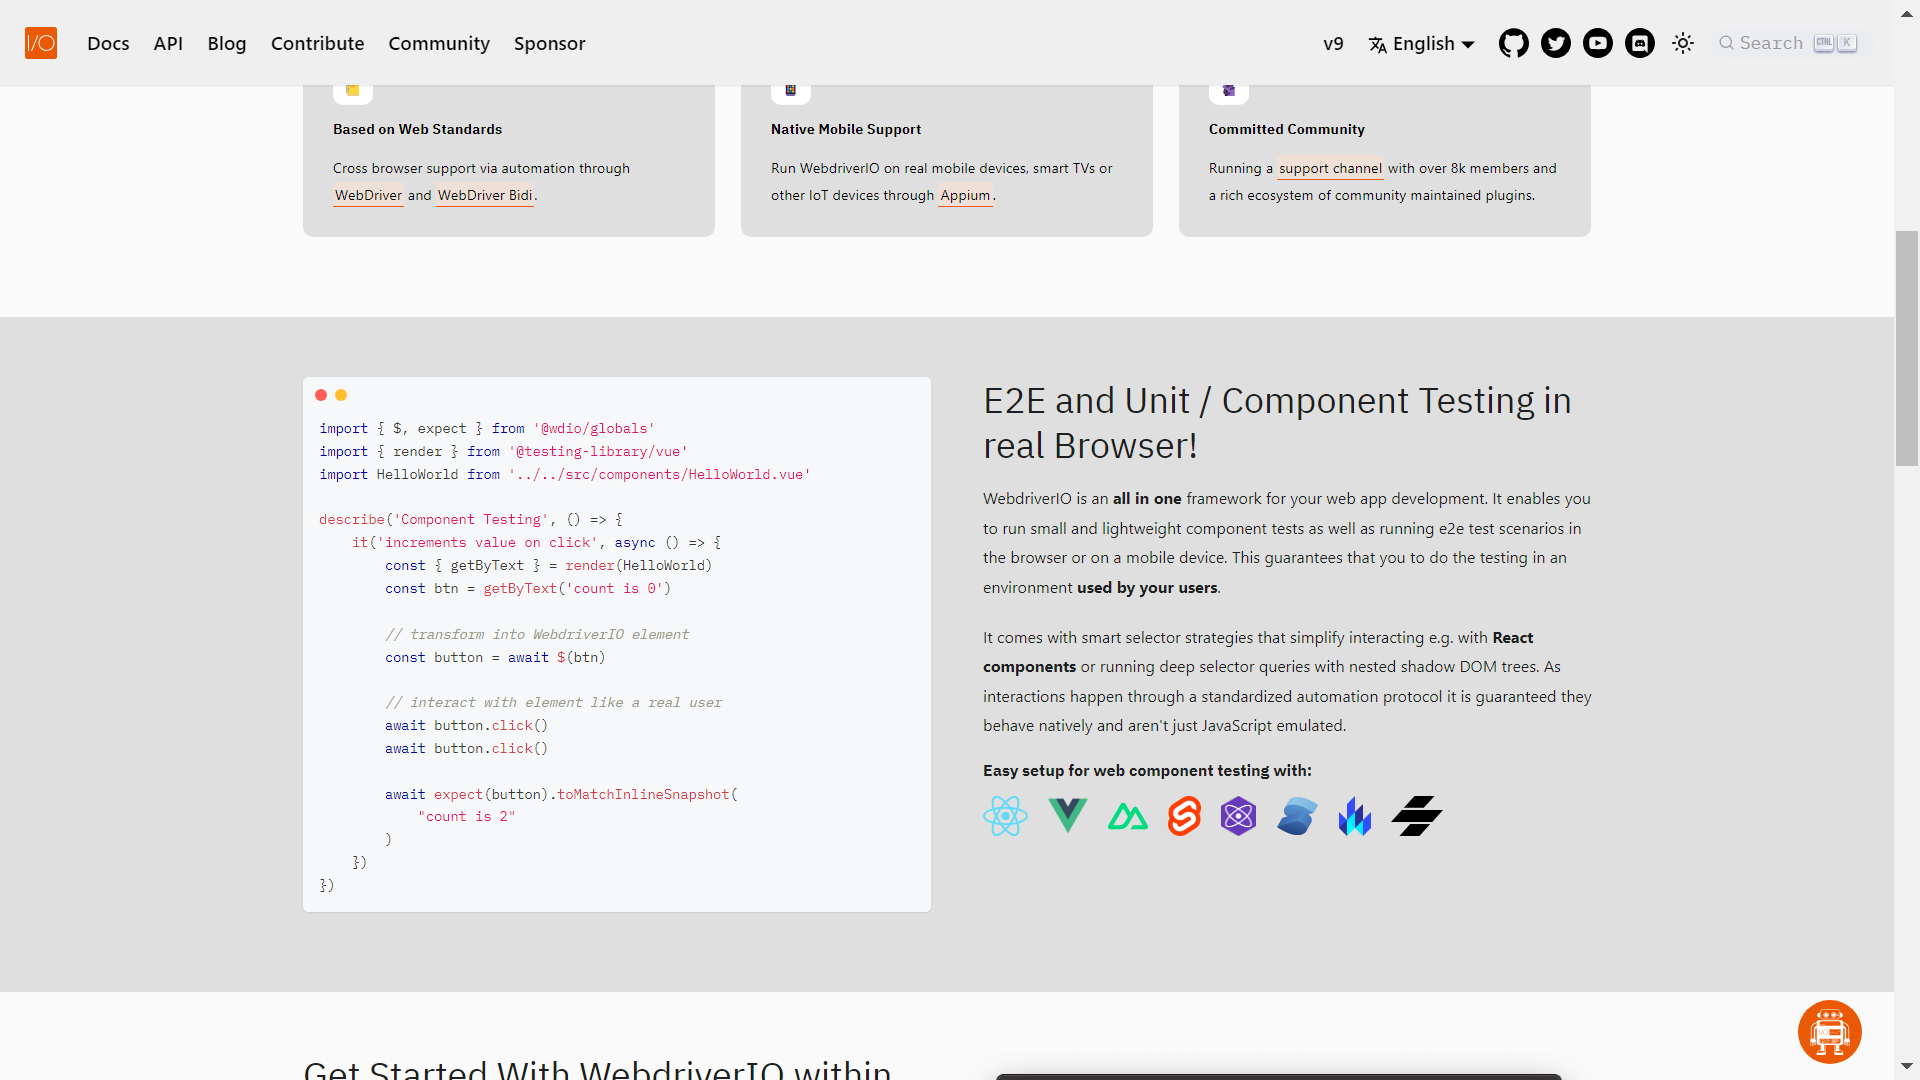 I/O Docs API Blog Contribute Community Sponsor v9 English Search CTRL K
Based on Web Standards
Cross browser support via automation through
WebDriver and WebDriver Bidi.
Native Mobile Support
Run WebdriverIO on real mobile devices, smart TVs or
other IoT devices through Appium.
Committed Community
Running a support channel with over 8k members and
a rich ecosystem of community maintained plugins.
import { $, expect } from '@wdio/globals'
import { render } from '@testing-library/vue'
import HelloWorld from '../../src/components/HelloWorld.vue'
describe('Component Testing', () => {
    it('increments value on click', async () => {
        const { getByText } = render(HelloWorld)
        const btn = getByText('count is 0')
        // transform into WebdriverIO element
        const button = await $(btn)
        // interact with element like a real user
        await button.click()
        await button.click()
        await expect(button).toMatchInlineSnapshot(
            "count is 2"
        )
    })
})
E2E and Unit / Component Testing in
real Browser!
WebdriverIO is an all in one framework for your web app development. It enables you
to run small and lightweight component tests as well as running e2e test scenarios in
the browser or on a mobile device. This guarantees that you to do the testing in an
environment used by your users.
It comes with smart selector strategies that simplify interacting e.g. with React
components or running deep selector queries with nested shadow DOM trees. As
interactions happen through a standardized automation protocol it is guaranteed they
behave natively and aren't just JavaScript emulated.
Easy setup for web component testing with:
Get Started With WebdriverIO within